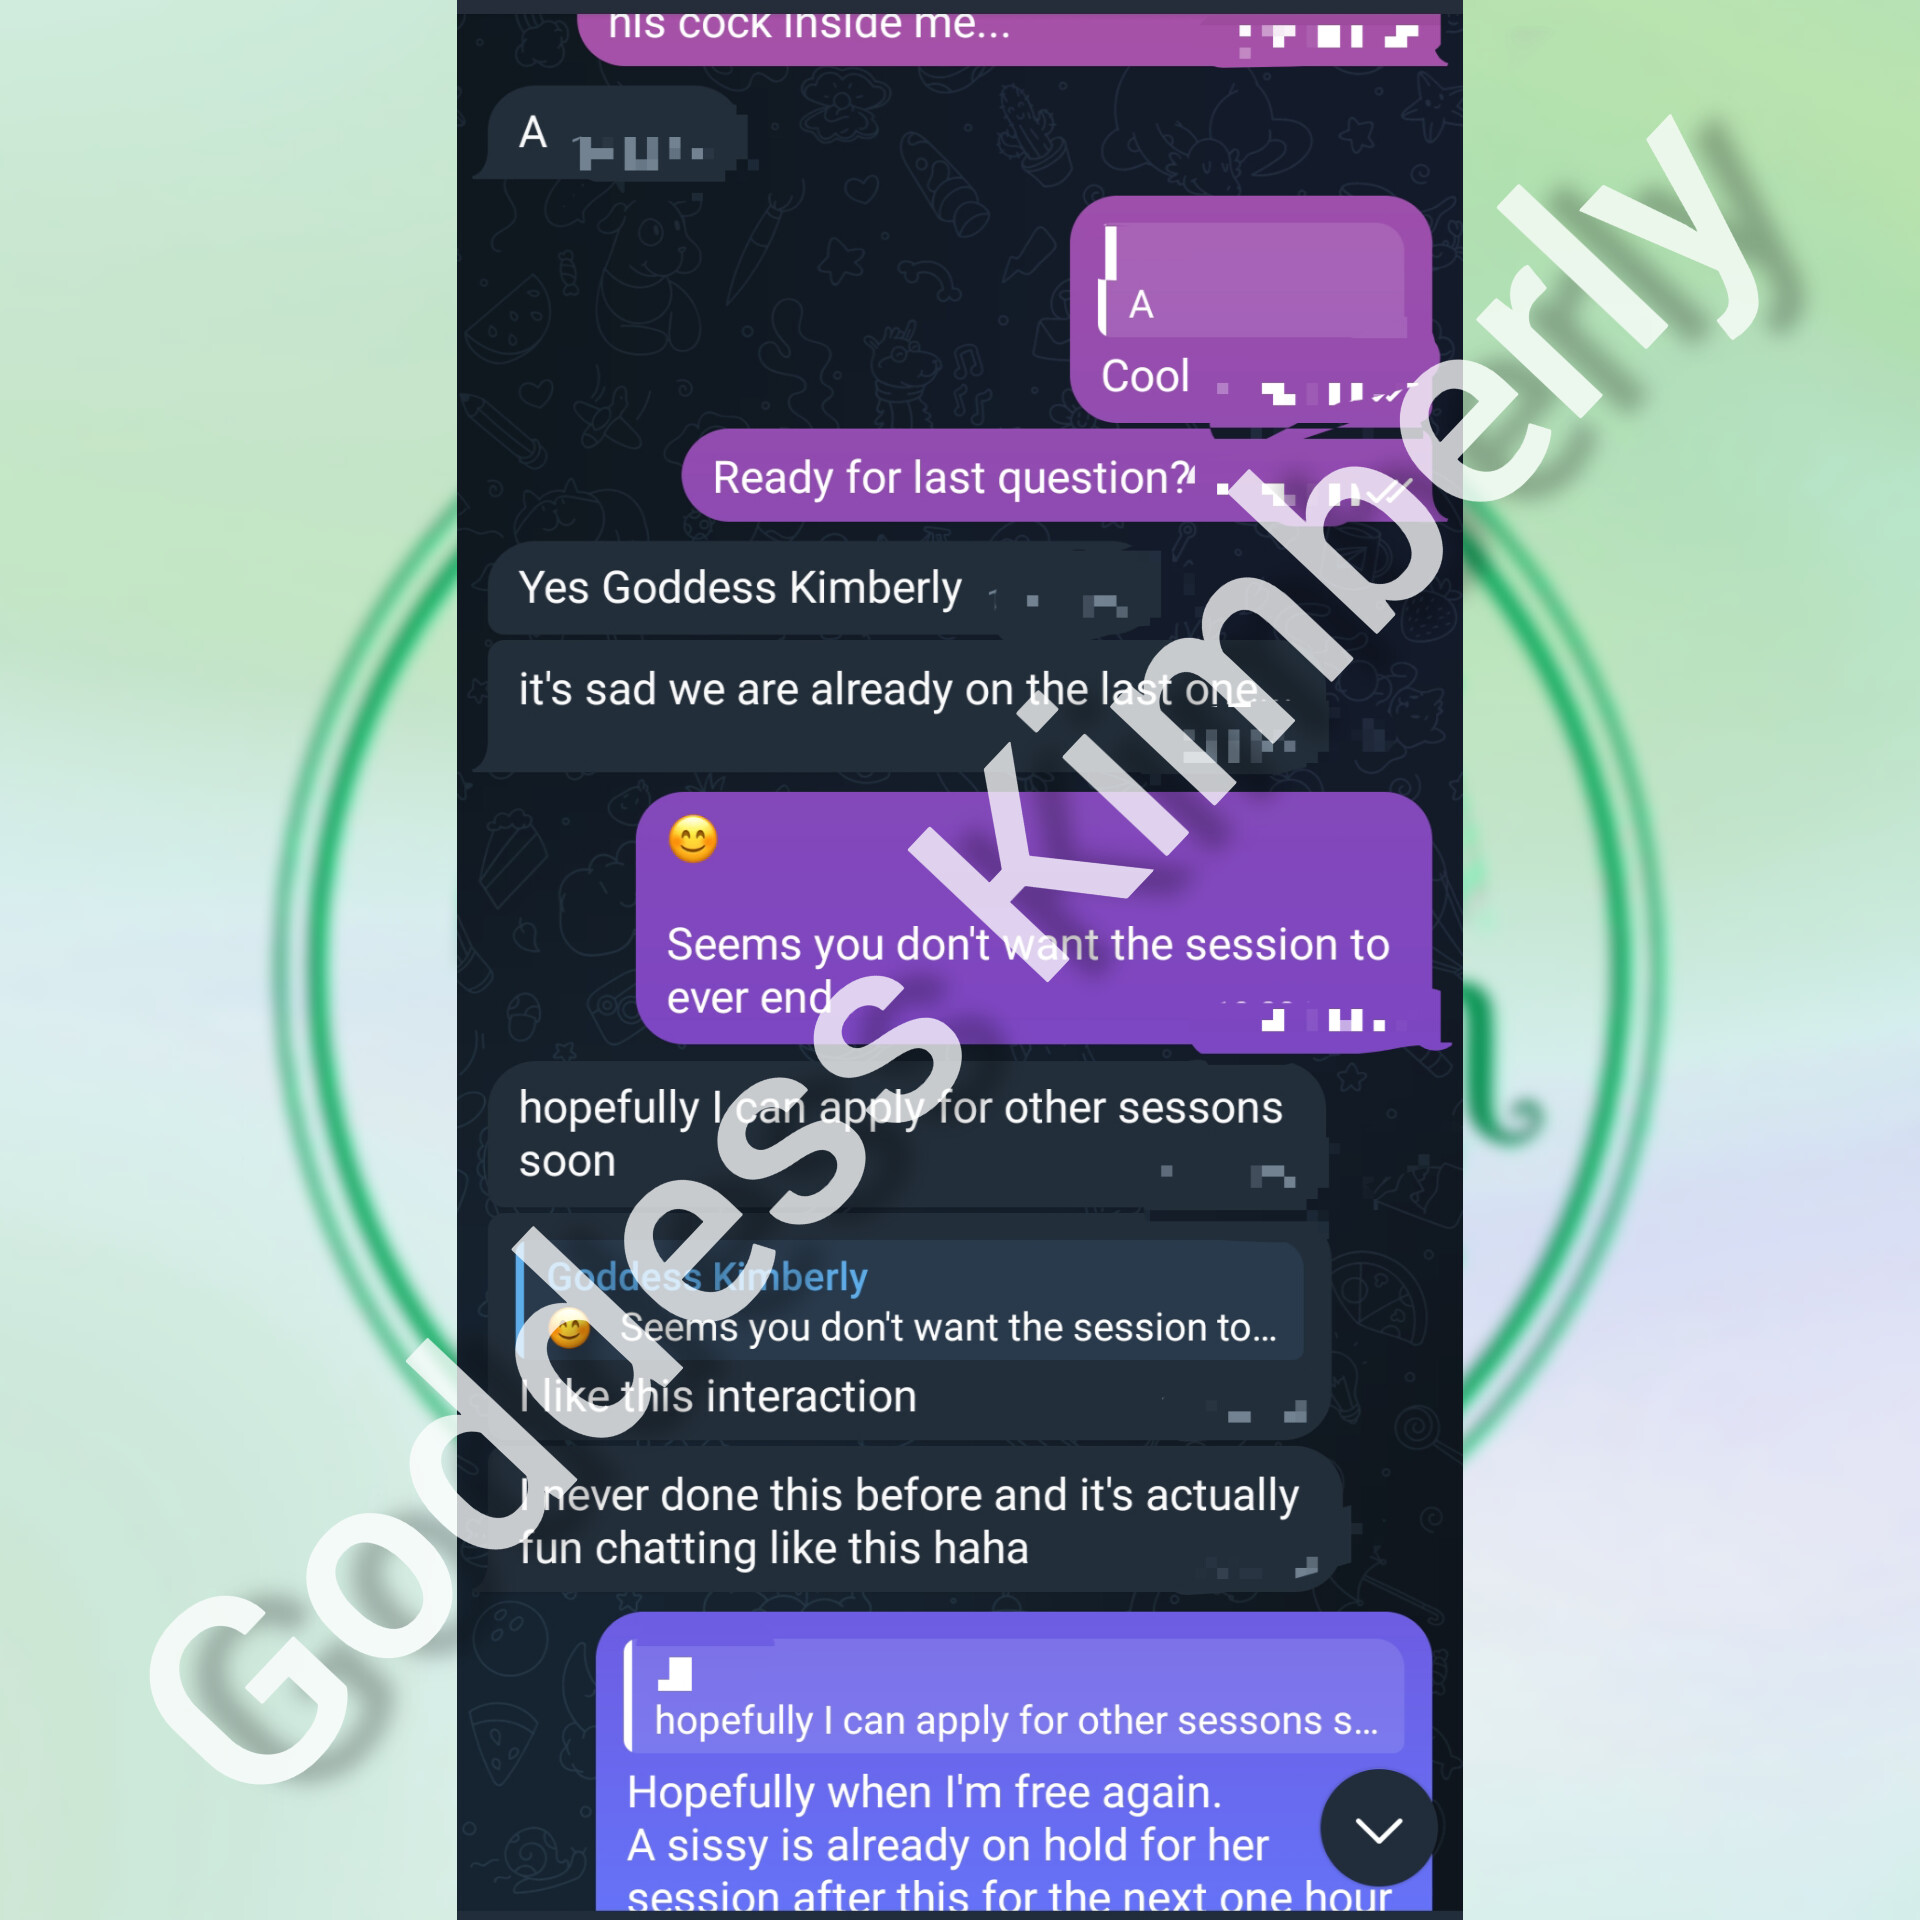 his cock inside me...
A
A
Cool
Ready for last question?
Yes Goddess Kimberly
it's sad we are already on the last one...
😊
Seems you don't want the session to
ever end
hopefully I can apply for other sessons
soon
Goddess Kimberly
😊 Seems you don't want the session to...
I like this interaction
I never done this before and it's actually
fun chatting like this haha
hopefully I can apply for other sessons s...
Hopefully when I'm free again.
A sissy is already on hold for her
session after this for the next one hour
Goddess Kimberly